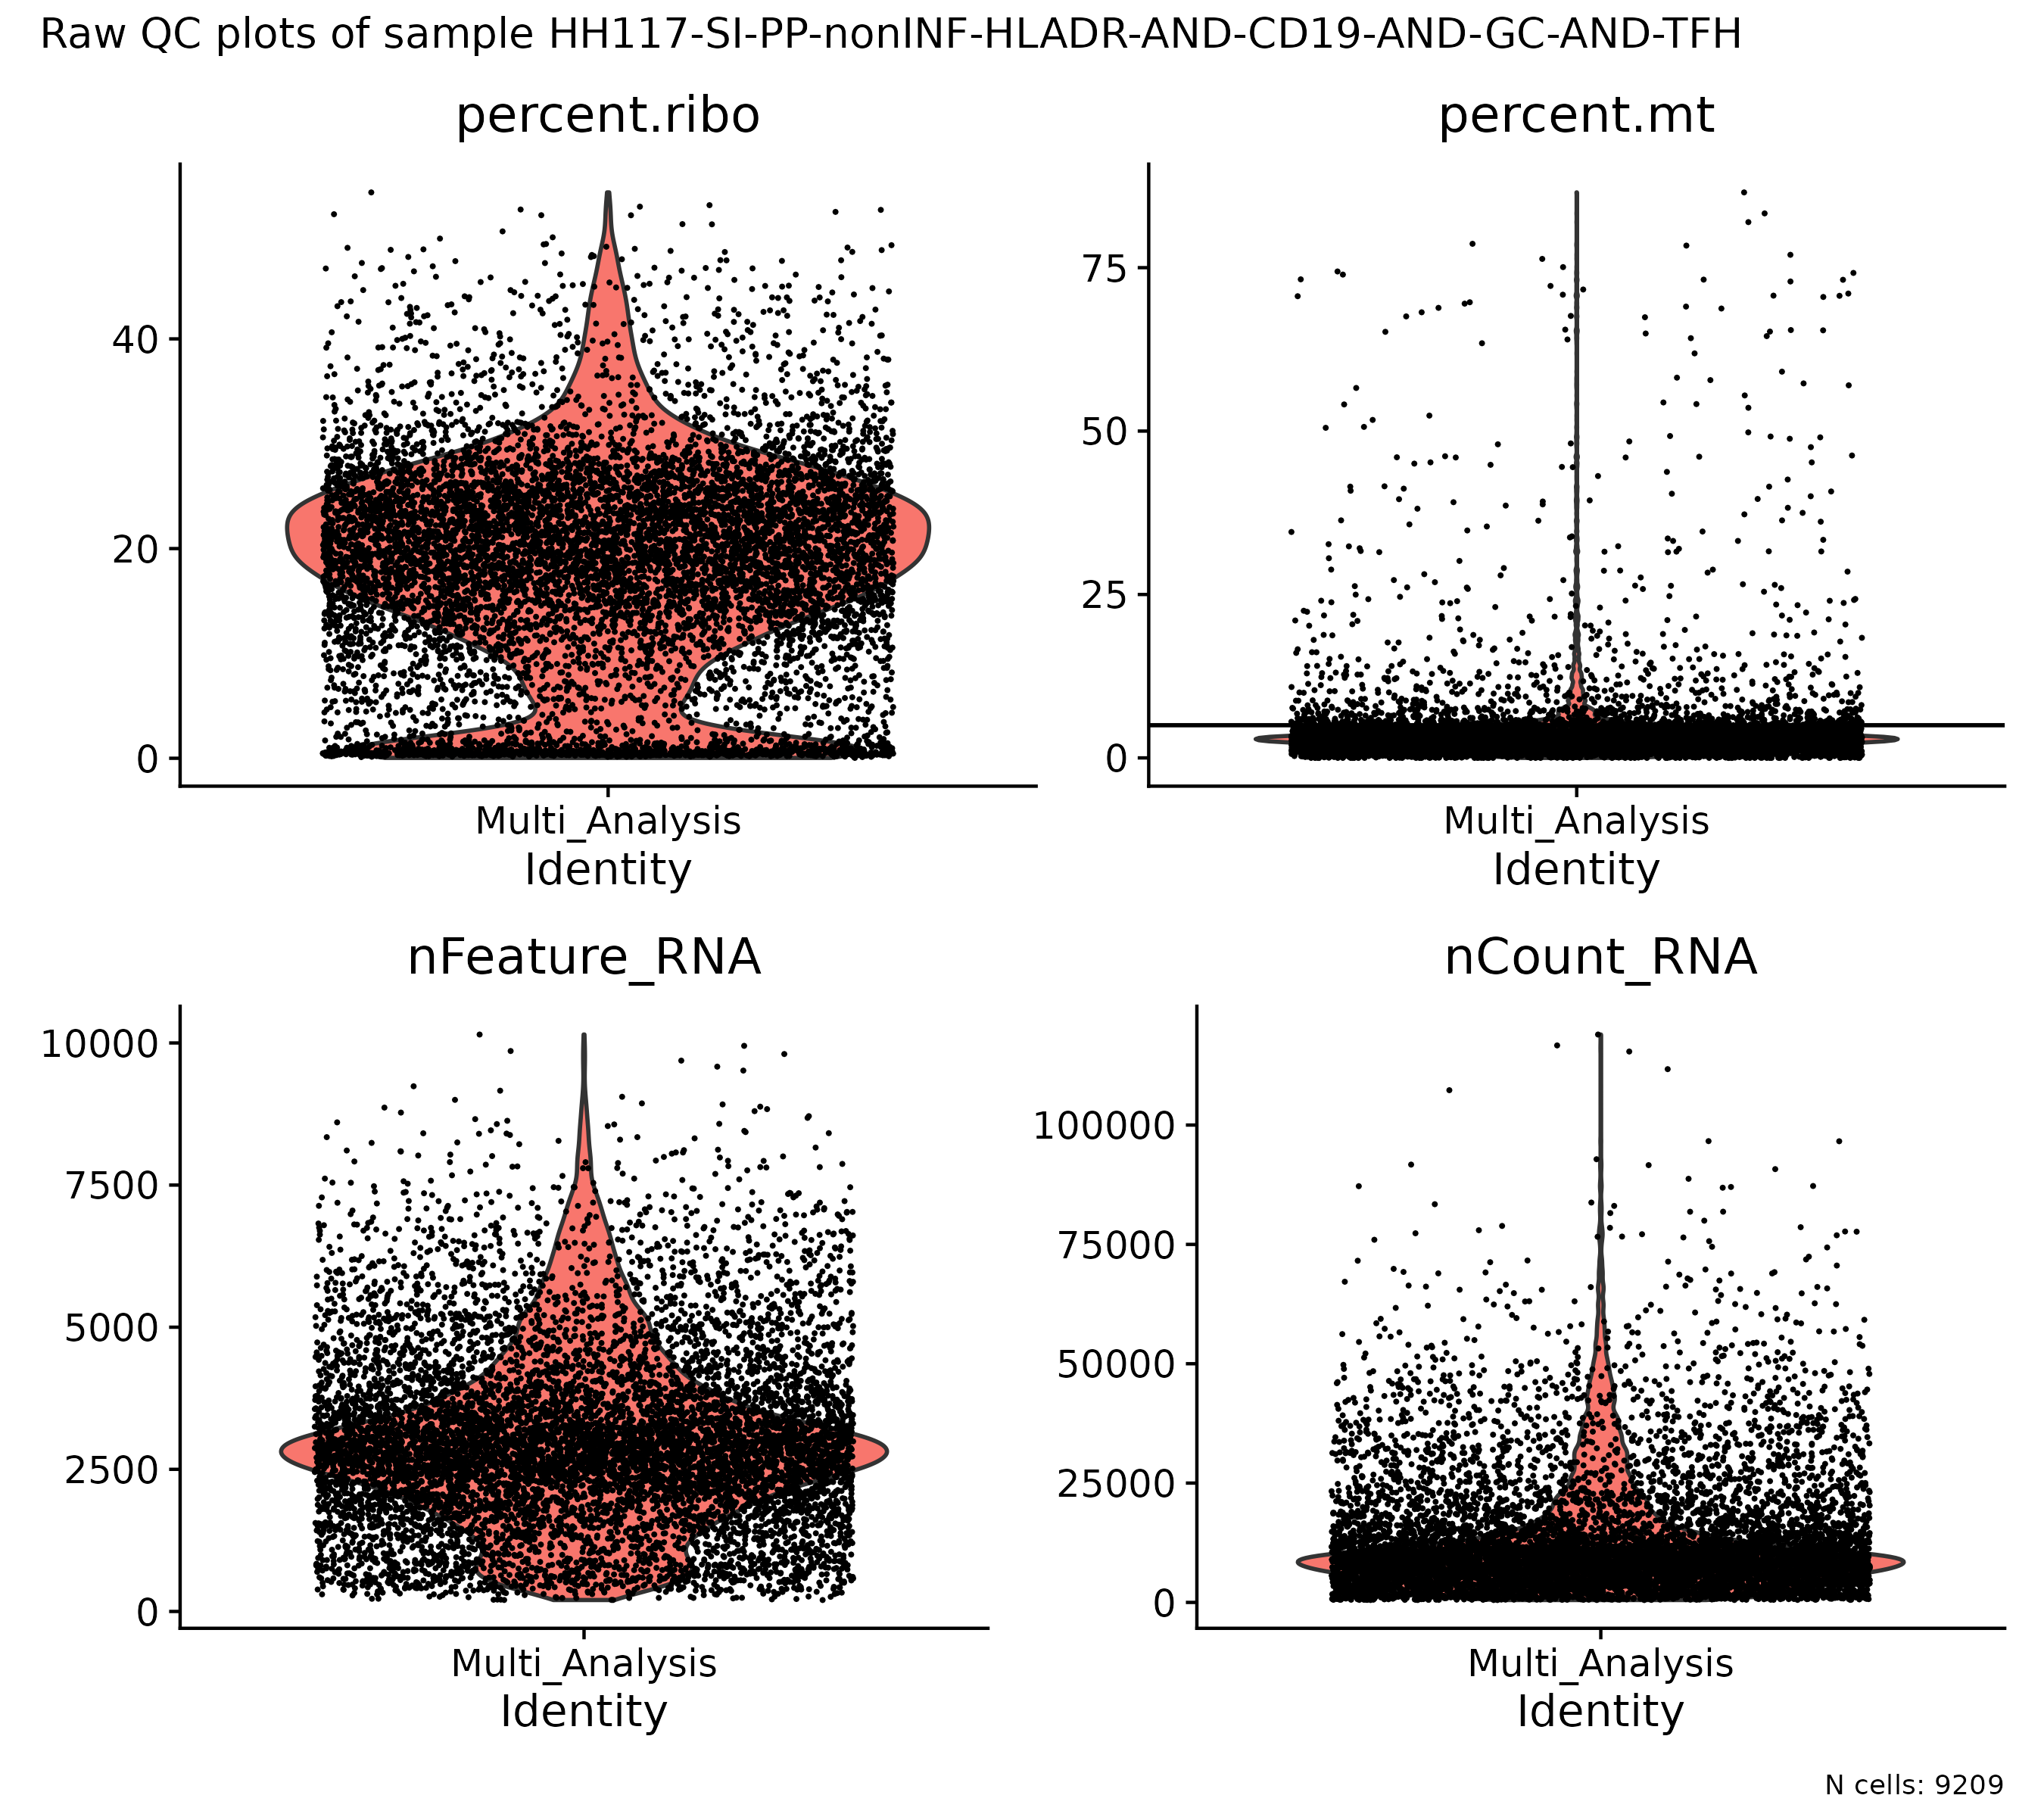 Raw QC plots of sample HH117-SI-PP-nonINF-HLADR-AND-CD19-AND-GC-AND-TFH
percent.ribo
40
20
0
Multi_Analysis
Identity
percent.mt
75
50
25
0
Multi_Analysis
Identity
nFeature_RNA
10000
7500
5000
2500
0
Multi_Analysis
Identity
nCount_RNA
100000
75000
50000
25000
0
Multi_Analysis
Identity
N cells: 9209